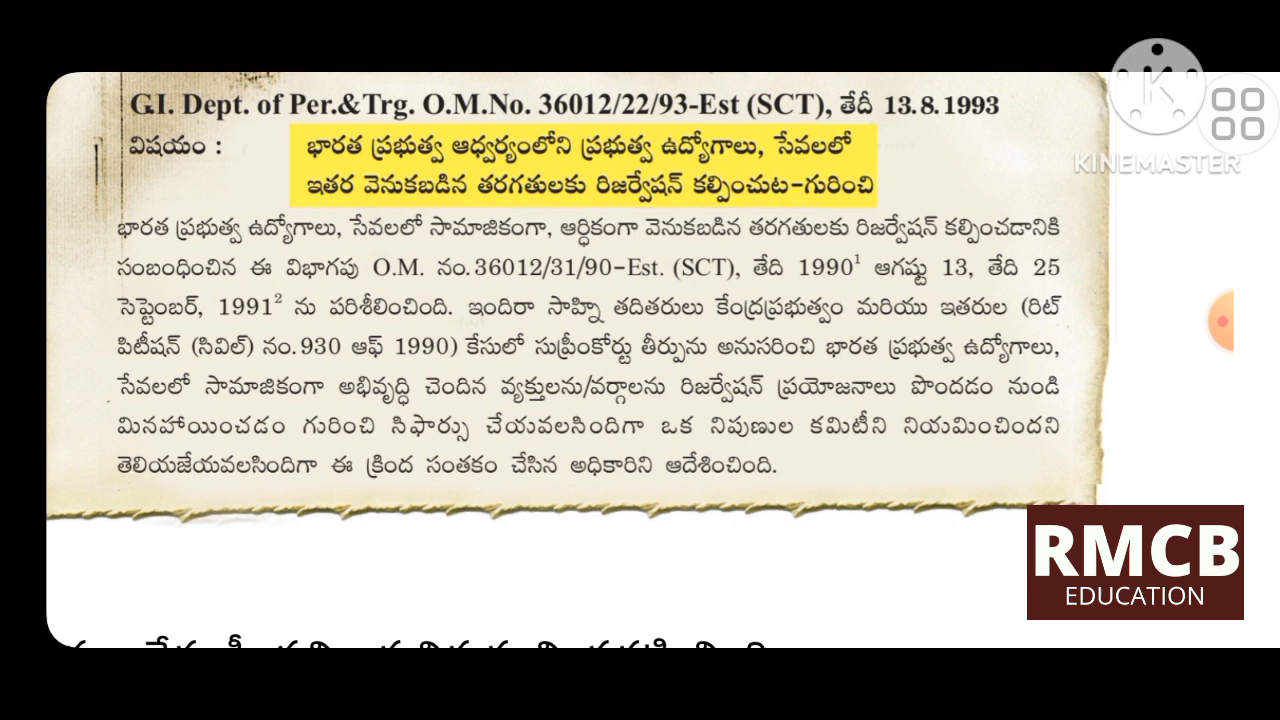 G.I. Dept. of Per.&Trg. O.M.No. 36012/22/93-Est (SCT), తేదీ 13.8.1993
విషయం : భారత ప్రభుత్వ ఆధ్వర్యంలోని ప్రభుత్వ ఉద్యోగాలు, సేవలలో
ఇతర వెనుకబడిన తరగతులకు రిజర్వేషన్ కల్పించుట-గురించి
భారత ప్రభుత్వ ఉద్యోగాలు, సేవలలో సామాజికంగా, ఆర్ధికంగా వెనుకబడిన తరగతులకు రిజర్వేషన్ కల్పించడానికి
సంబంధించిన ఈ విభాగపు O.M. నం.36012/31/90-Est. (SCT), తేది 1990¹ ఆగష్టు 13, తేది 25
సెప్టెంబర్, 1991² ను పరిశీలించింది. ఇందిరా సాహ్ని తదితరులు కేంద్రప్రభుత్వం మరియు ఇతరుల (రిట్
పిటీషన్ (సివిల్) నం.930 ఆఫ్ 1990) కేసులో సుప్రీంకోర్టు తీర్పును అనుసరించి భారత ప్రభుత్వ ఉద్యోగాలు,
సేవలలో సామాజికంగా అభివృద్ధి చెందిన వ్యక్తులను/వర్గాలను రిజర్వేషన్ ప్రయోజనాలు పొందడం నుండి
మినహాయించడం గురించి సిఫార్సు చేయవలసిందిగా ఒక నిపుణుల కమిటీని నియమించిందని
తెలియజేయవలసిందిగా ఈ క్రింద సంతకం చేసిన అధికారిని ఆదేశించింది.
KINEMASTER
RMCB
EDUCATION